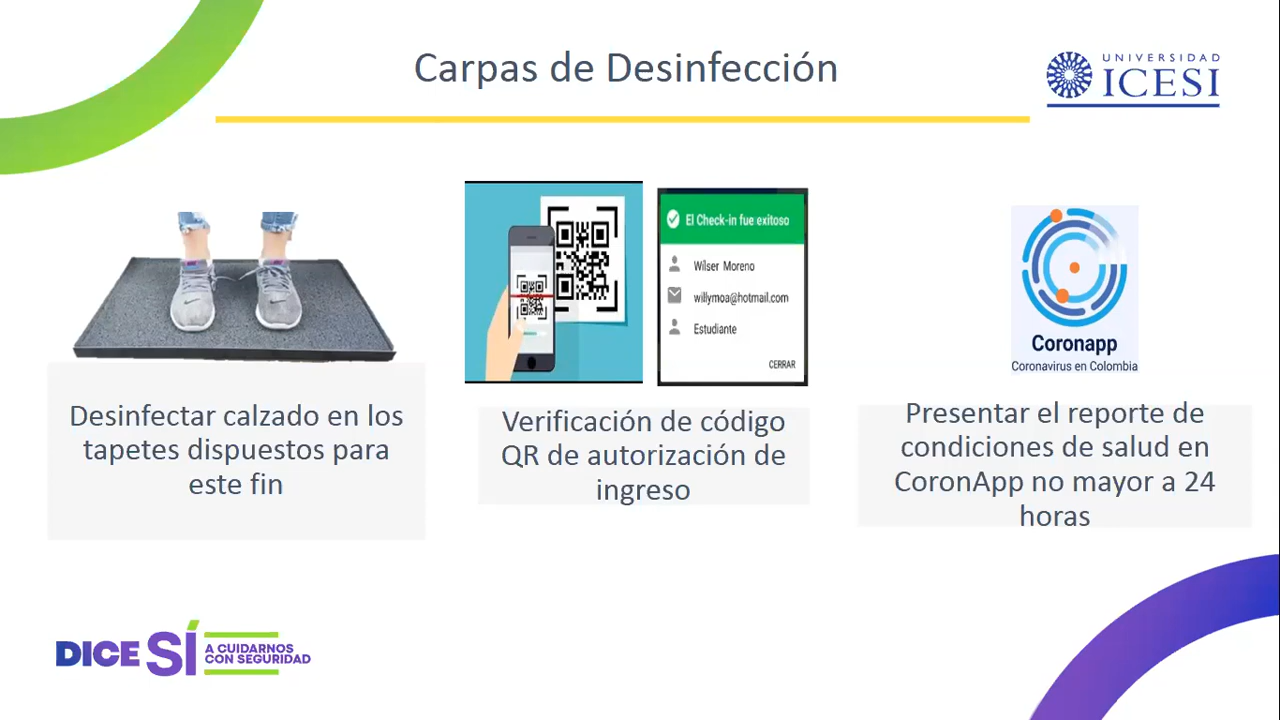 Carpas de Desinfección
UNIVERSIDAD
ICESI
El Check-in fue exitoso
Wilser Moreno
willymoa@hotmail.com
Estudiante
CERRAR
Coronapp
Coronavirus en Colombia
Desinfectar calzado en los
tapetes dispuestos para
este fin
Verificación de código
QR de autorización de
ingreso
Presentar el reporte de
condiciones de salud en
CoronApp no mayor a 24
horas
DICE SÍ
A CUIDARNOS
CON SEGURIDAD